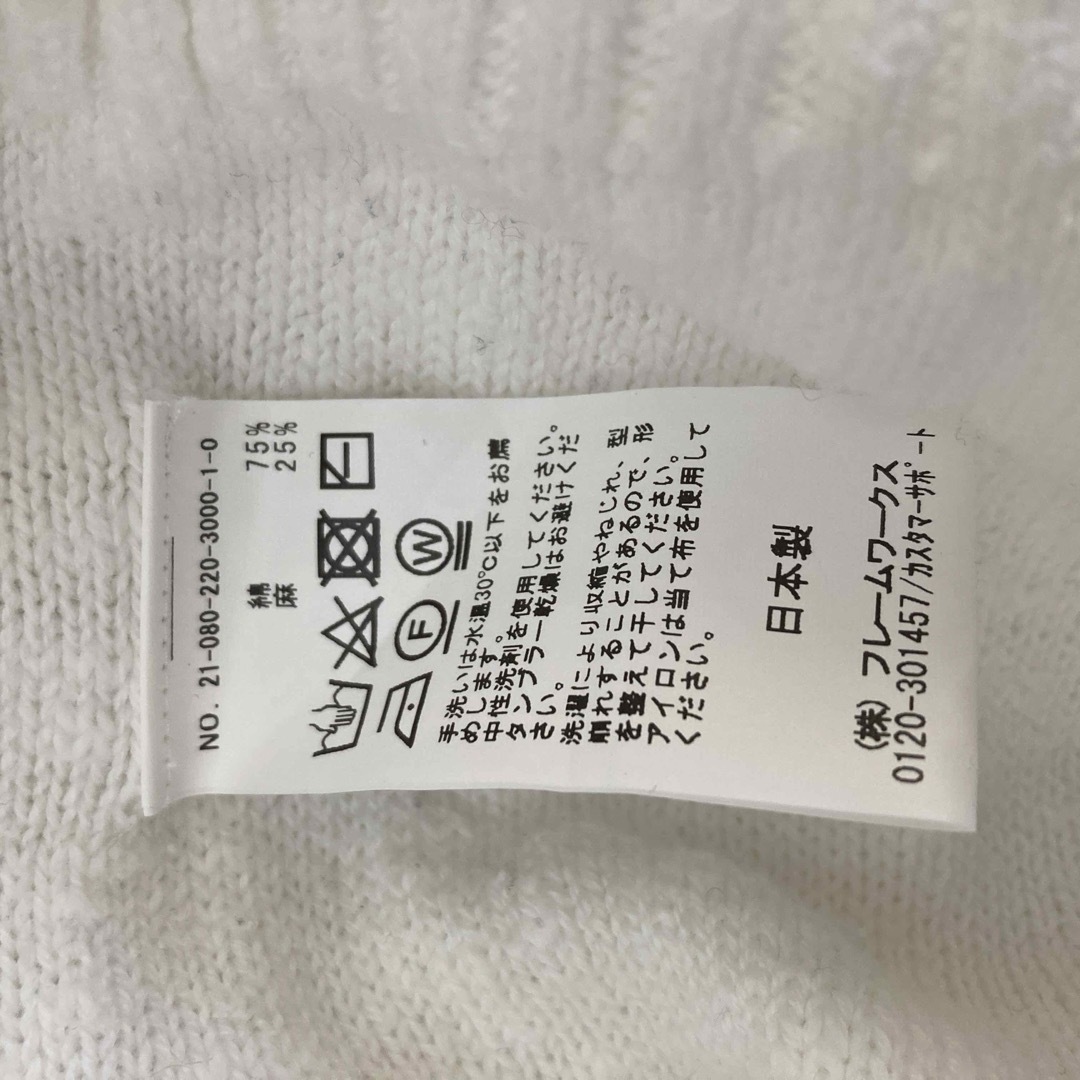 NO. 21-080-220-3000-1-0
綿 75%
麻 25%
F W
手洗いは水温30℃以下をお薦
めします。
中性洗剤を使用してください。
タンブラー乾燥はお避けくだ
さい。
洗濯により収縮やねじれ、型
崩れすることがあるので、形
を整えて干してください。
アイロンは当て布を使用して
ください。
日本製
(株)フレームワークス
0120-301457/カスタマーサポート